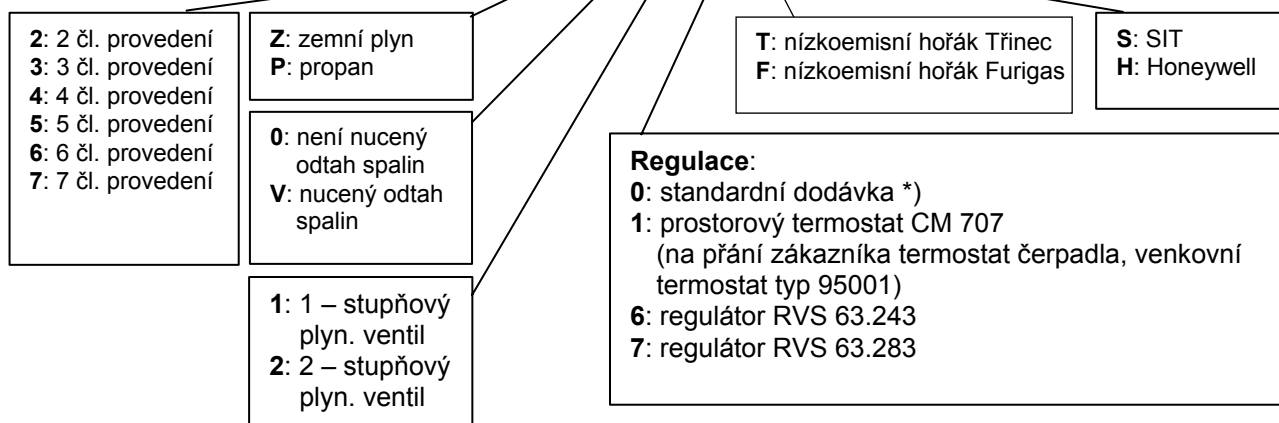 2: 2 čl. provedení
3: 3 čl. provedení
4: 4 čl. provedení
5: 5 čl. provedení
6: 6 čl. provedení
7: 7 čl. provedení
Z: zemní plyn
P: propan
0: není nucený
odtah spalin
V: nucený odtah
spalin
1: 1 – stupňový
plyn. ventil
2: 2 – stupňový
plyn. ventil
T: nízkoemisní hořák Třinec
F: nízkoemisní hořák Furigas
S: SIT
H: Honeywell
Regulace:
0: standardní dodávka *)
1: prostorový termostat CM 707
(na přání zákazníka termostat čerpadla, venkovní
termostat typ 95001)
6: regulátor RVS 63.243
7: regulátor RVS 63.283